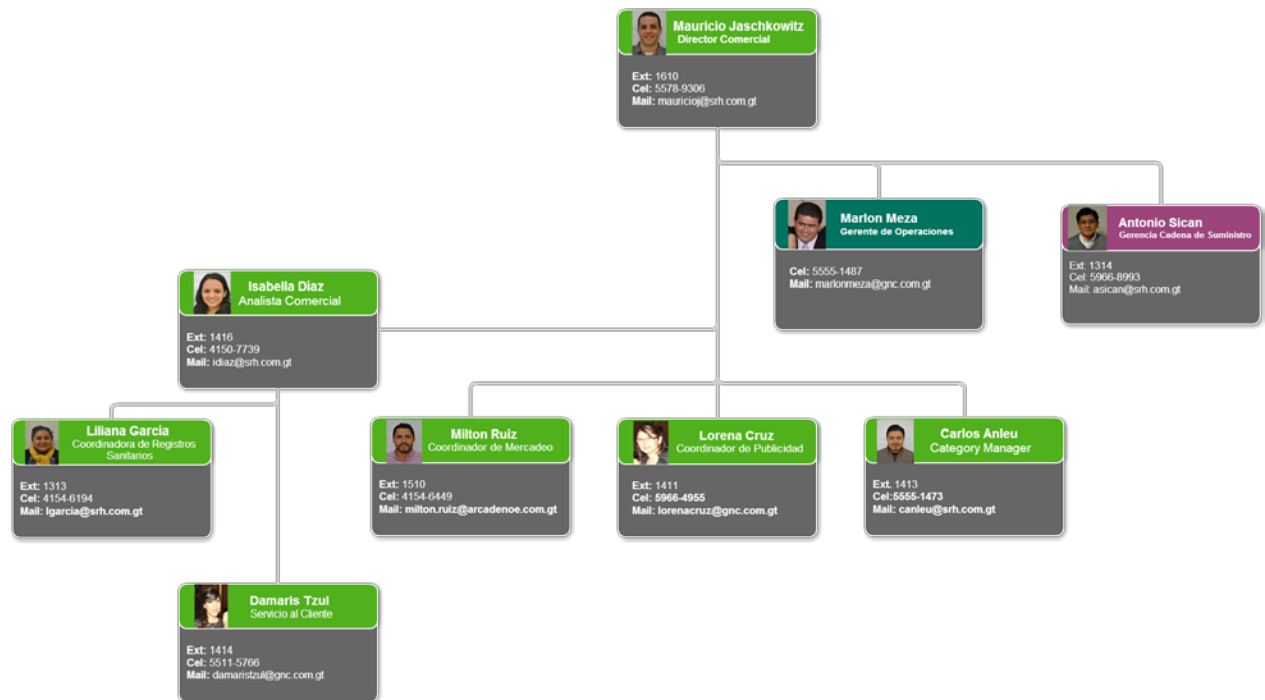 Mauricio Jaschkowitz
Director Comercial
Ext: 1610
Cel: 5578-9306
Mail: mauricioj@srh.com.gt
Marlon Meza
Gerente de Operaciones
Cel: 5555-1487
Mail: marlonmeza@gnc.com.gt
Antonio Sican
Gerencia Cadena de Suministro
Ext: 1314
Cel: 5966-8993
Mail: asican@srh.com.gt
Isabella Díaz
Analista Comercial
Ext: 1416
Cel: 4150-7739
Mail: idiaz@srh.com.gt
Liliana García
Coordinadora de Registros
Sanitarios
Ext: 1313
Cel: 4154-6194
Mail: lgarcia@srh.com.gt
Milton Ruiz
Coordinador de Mercadeo
Ext: 1510
Cel: 4154-6449
Mail: milton.ruiz@arcadenoe.com.gt
Lorena Cruz
Coordinador de Publicidad
Ext: 1411
Cel: 5966-4955
Mail: lorenacruz@gnc.com.gt
Carlos Anleu
Category Manager
Ext. 1413
Cel:5555-1473
Mail: canleu@srh.com.gt
Damaris Tzul
Servicio al Cliente
Ext: 1414
Cel: 5511-5766
Mail: damaristzul@gnc.com.gt